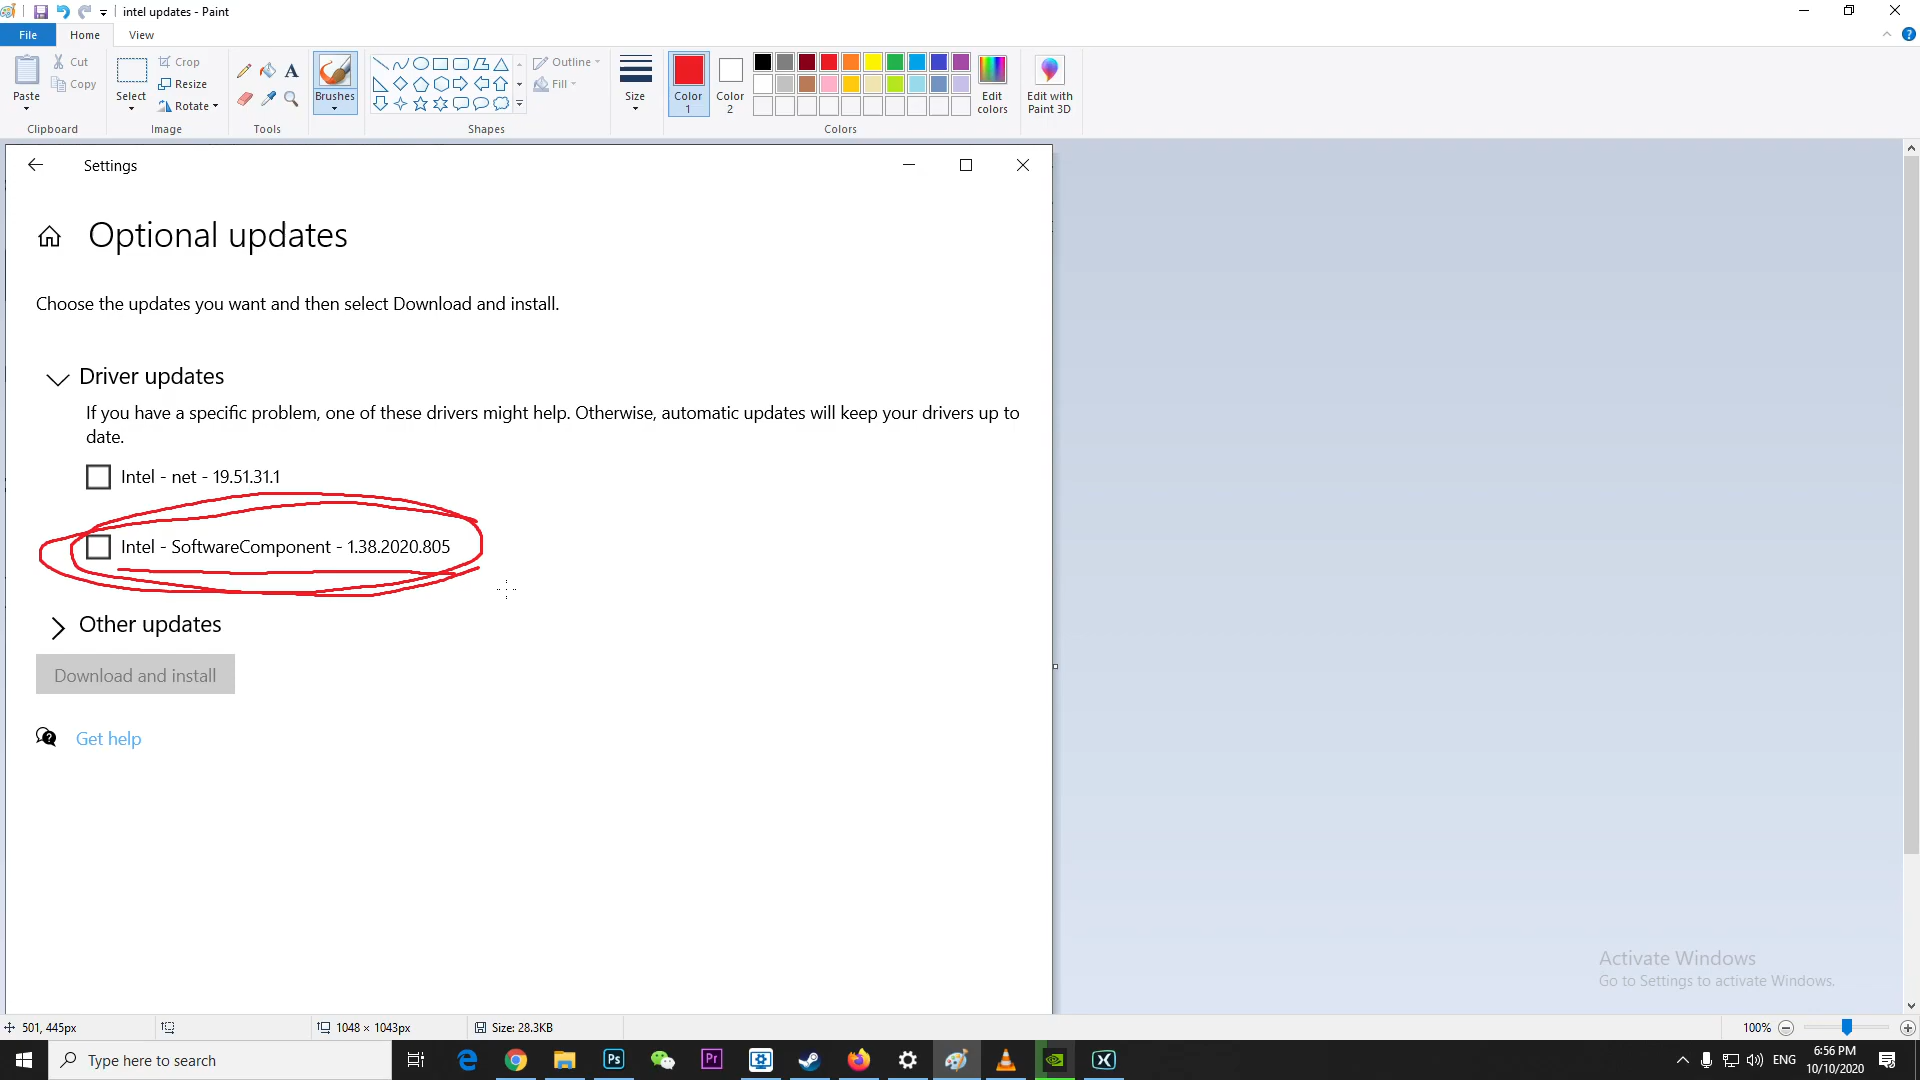 intel updates - Paint
File Home View
Paste Cut Copy Clipboard
Select Crop Resize Rotate Image
Tools
Brushes
Shapes Outline Fill
Size
Color 1 Color 2 Colors
Edit colors
Edit with Paint 3D
Settings
Optional updates
Choose the updates you want and then select Download and install.
Driver updates
If you have a specific problem, one of these drivers might help. Otherwise, automatic updates will keep your drivers up to
date.
Intel - net - 19.51.31.1
Intel - SoftwareComponent - 1.38.2020.805
Other updates
Download and install
Get help
Activate Windows
Go to Settings to activate Windows.
501, 445px 1048 × 1043px Size: 28.3KB 100%
Type here to search Ps Pr ENG 6:56 PM
10/10/2020